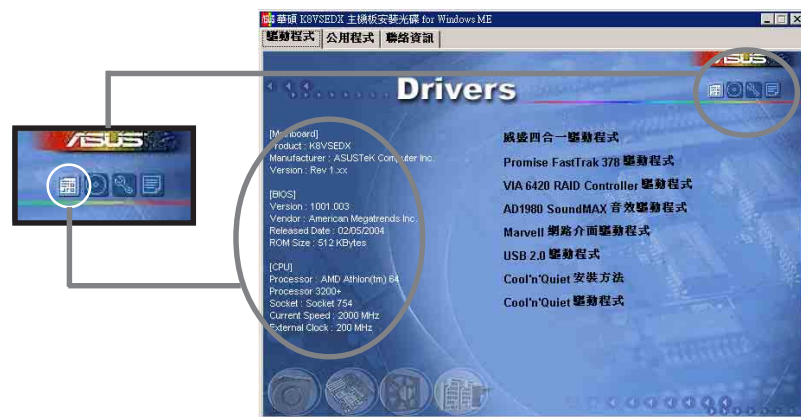 華碩 K8VSEDX 主機板安裝光碟 for Windows ME
驅動程式 公用程式 聯絡資訊
ASUS
Drivers
ASUS
[Mainboard]
Product : K8VSEDX
Manufacturer : ASUSTeK Computer Inc.
Version : Rev 1.xx
[BIOS]
Version : 1001.003
Vendor : American Megatrends Inc.
Released Date : 02/05/2004
ROM Size : 512 KBytes
[CPU]
Processor : AMD Athlon(tm) 64
Processor 3200+
Socket : Socket 754
Current Speed : 2000 MHz
External Clock : 200 MHz
威盛四合一驅動程式
Promise FastTrak 378 驅動程式
VIA 6420 RAID Controller 驅動程式
AD1980 SoundMAX 音效驅動程式
Marvell 網路介面驅動程式
USB 2.0 驅動程式
Cool'n'Quiet 安裝方法
Cool'n'Quiet 驅動程式